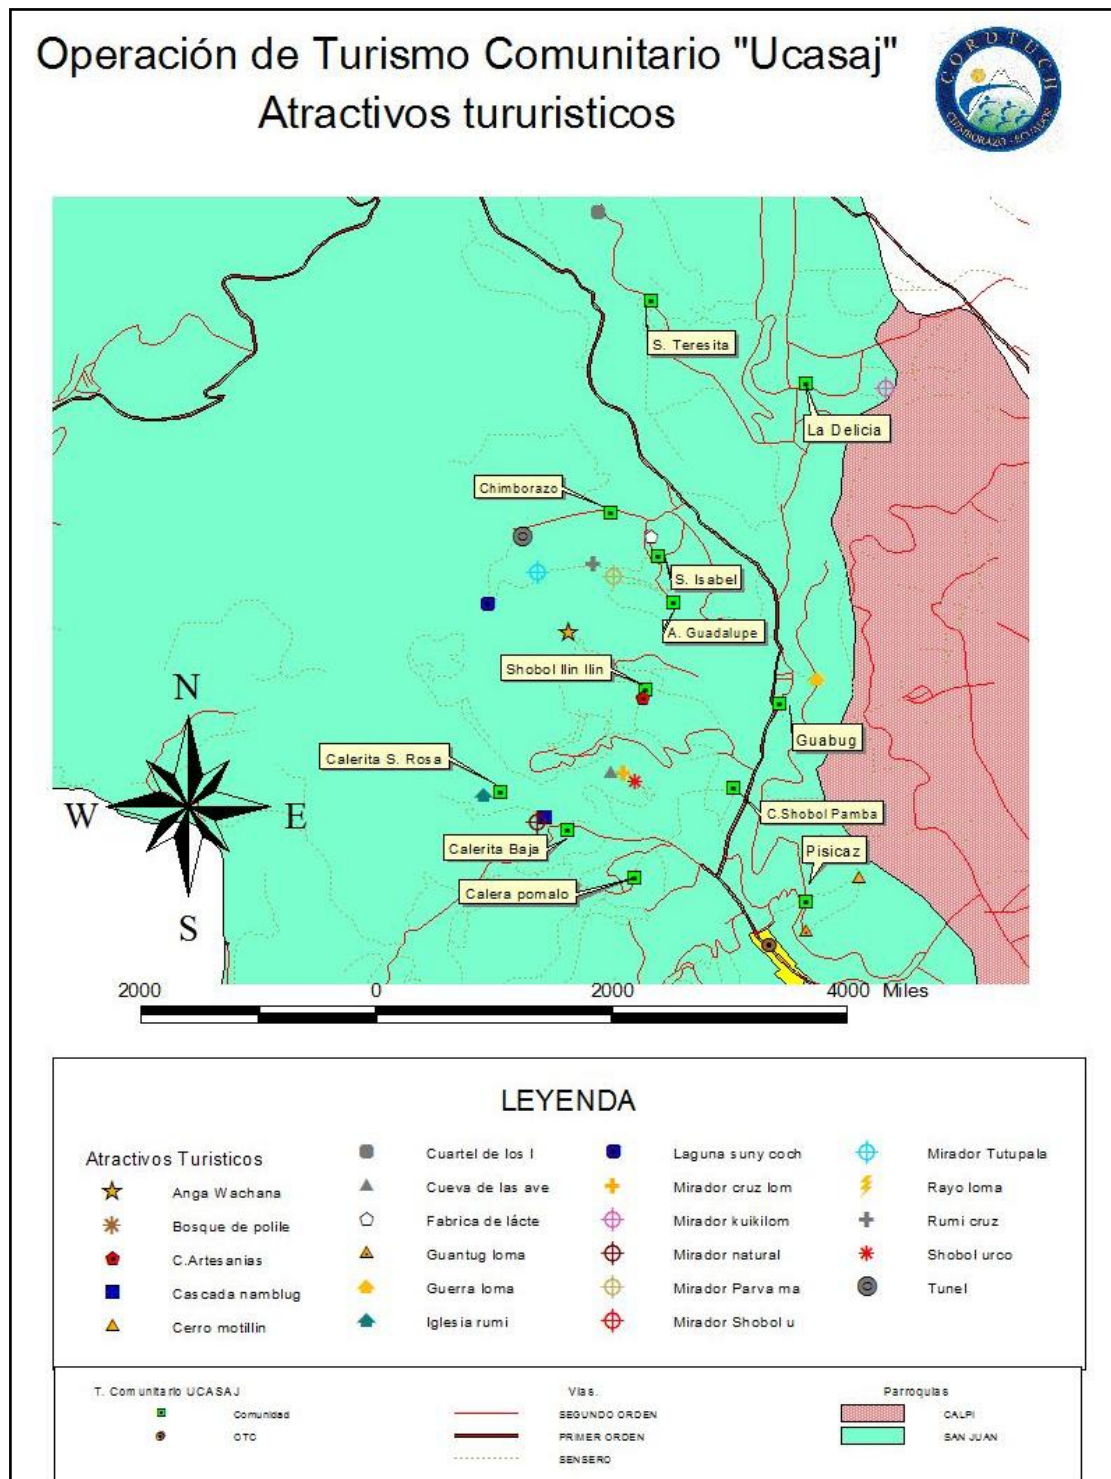 Operación de Turismo Comunitario "Ucasaj"
Atractivos tururisticos
CORDTUCH
CHIMBORAZO - ECUADOR
S. Teresita
La Delicia
Chimborazo
S. Isabel
A. Guadalupe
Shobol llin llin
Guabug
Calerita S. Rosa
C.Shobol Pamba
Calerita Baja
Pisicaz
Calera pomalo
N
W
E
S
2000 0 2000 4000 Miles
LEYENDA
Atractivos Turisticos
Anga Wachana
Bosque de polile
C.Artesanias
Cascada namblug
Cerro motillin
Cuartel de los I
Cueva de las ave
Fabrica de lácte
Guantug loma
Guerra loma
Iglesia rumi
Laguna suny coch
Mirador cruz lom
Mirador kuikilom
Mirador natural
Mirador Parva ma
Mirador Shobol u
Mirador Tutupala
Rayo loma
Rumi cruz
Shobol urco
Tunel
T. Comunitario UCASAJ
Comunidad
OTC
Vias.
SEGUNDO ORDEN
PRIMER ORDEN
SENSERO
Parroquias
CALPI
SAN JUAN